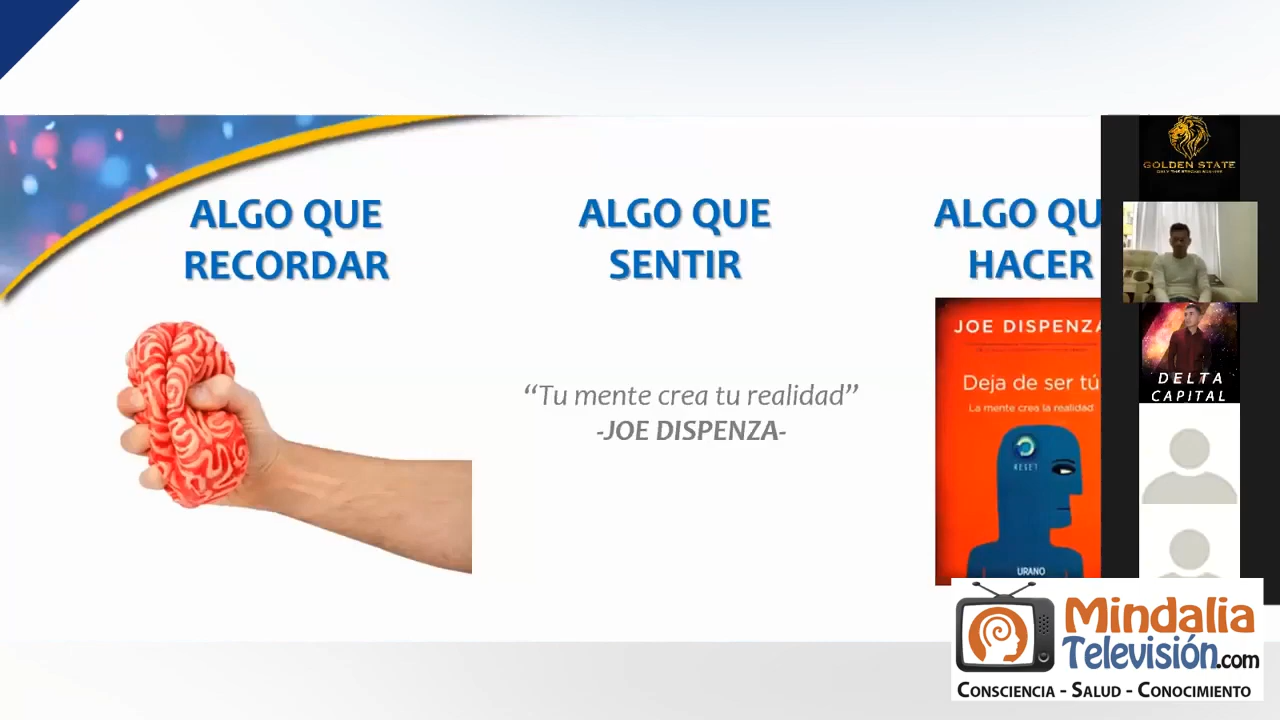 ALGO QUE
RECORDAR
ALGO QUE
SENTIR
ALGO QU
HACER
“Tu mente crea tu realidad”
-JOE DISPENZA-
JOE DISPENZA
Deja de ser tú
La mente crea la realidad
RESET
URANO
GOLDEN STATE
DELTA
CAPITAL
Mindalia
Televisión.com
CONSCIENCIA - SALUD - CONOCIMIENTO